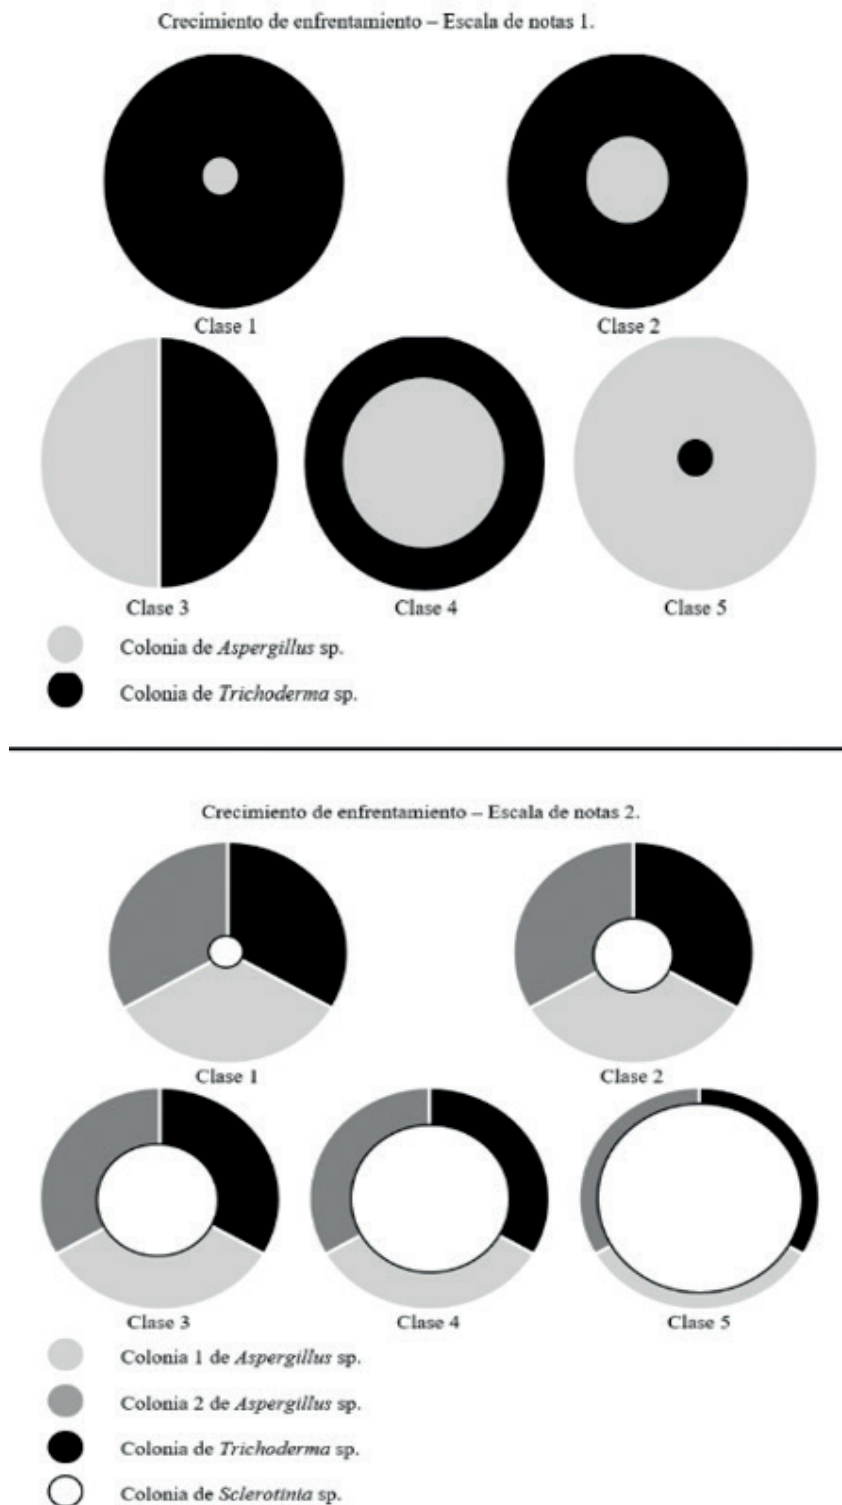 Crecimiento de enfrentamiento – Escala de notas 1.
Clase 1
Clase 2
Clase 3
Clase 4
Clase 5
Colonia de Aspergillus sp.
Colonia de Trichoderma sp.
Crecimiento de enfrentamiento – Escala de notas 2.
Clase 1
Clase 2
Clase 3
Clase 4
Clase 5
Colonia 1 de Aspergillus sp.
Colonia 2 de Aspergillus sp.
Colonia de Trichoderma sp.
Colonia de Sclerotinia sp.